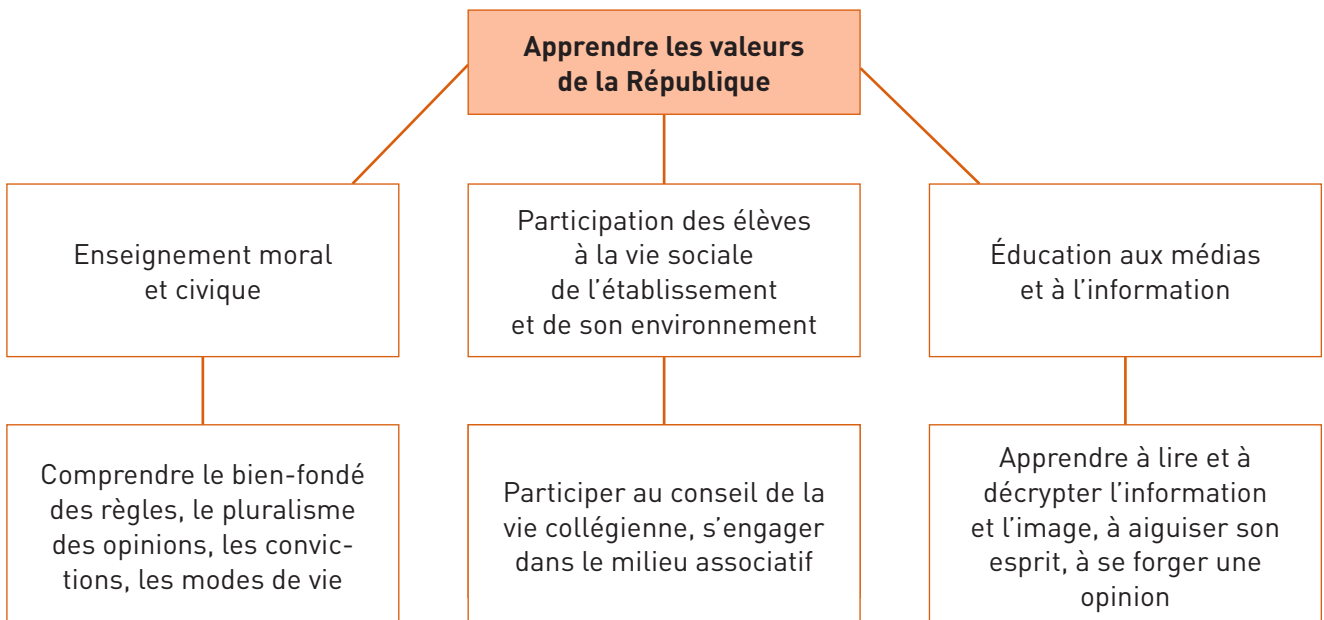 Apprendre les valeurs
de la République
Enseignement moral
et civique
Participation des élèves
à la vie sociale
de l'établissement
et de son environnement
Éducation aux médias
et à l'information
Comprendre le bien-fondé
des règles, le pluralisme
des opinions, les convic-
tions, les modes de vie
Participer au conseil de la
vie collégienne, s'engager
dans le milieu associatif
Apprendre à lire et à
décrypter l'information
et l'image, à aiguiser son
esprit, à se forger une
opinion